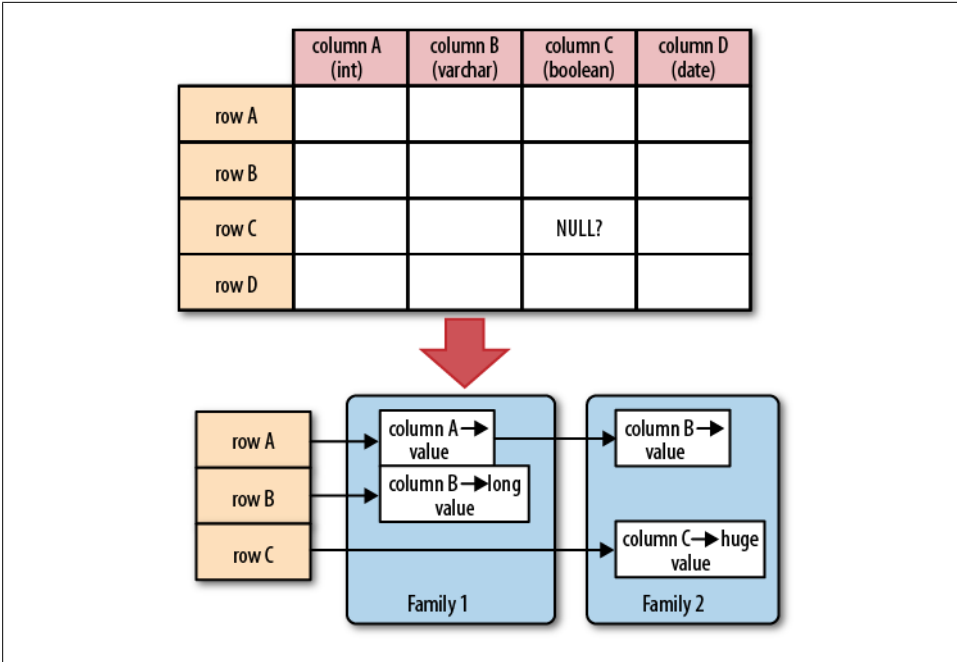 column A column B column C column D
(int) (varchar) (boolean) (date)
row A
row B
row C NULL?
row D
row A column A→ value column B→ value
row B column B→long value
row C column C→huge value
Family 1 Family 2